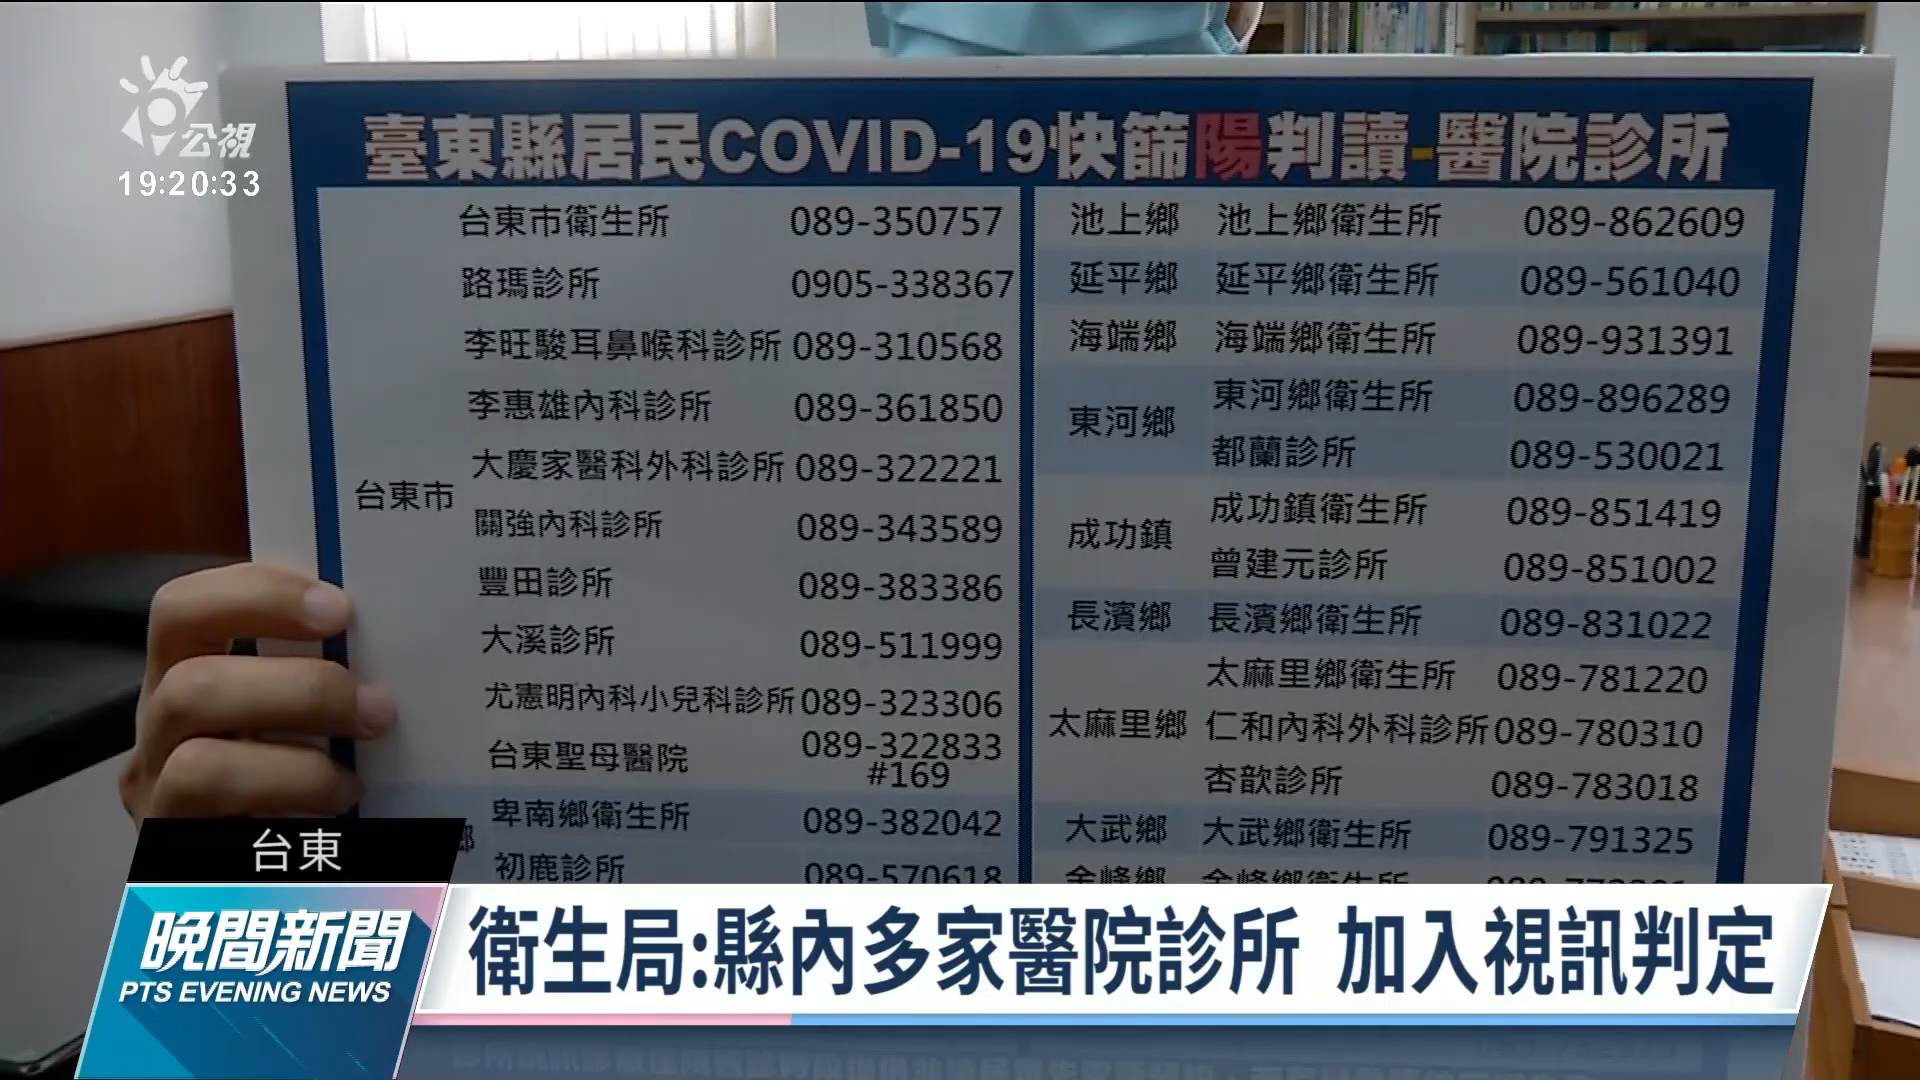 公視
19:20:33
臺東縣居民COVID-19快篩陽判讀-醫院診所
台東市
台東市衛生所 089-350757
路瑪診所 0905-338367
李旺駿耳鼻喉科診所 089-310568
李惠雄內科診所 089-361850
大慶家醫科外科診所 089-322221
關強內科診所 089-343589
豐田診所 089-383386
大溪診所 089-511999
尤憲明內科小兒科診所 089-323306
台東聖母醫院 089-322833
#169
鄉
卑南鄉衛生所 089-382042
初鹿診所 089-570618
池上鄉 池上鄉衛生所 089-862609
延平鄉 延平鄉衛生所 089-561040
海端鄉 海端鄉衛生所 089-931391
東河鄉
東河鄉衛生所 089-896289
都蘭診所 089-530021
成功鎮
成功鎮衛生所 089-851419
曾建元診所 089-851002
長濱鄉 長濱鄉衛生所 089-831022
太麻里鄉
太麻里鄉衛生所 089-781220
仁和內科外科診所 089-780310
杏歆診所 089-783018
大武鄉 大武鄉衛生所 089-791325
金峰鄉 金峰鄉衛生所
台東
晚間新聞
PTS EVENING NEWS
衛生局:縣內多家醫院診所 加入視訊判定